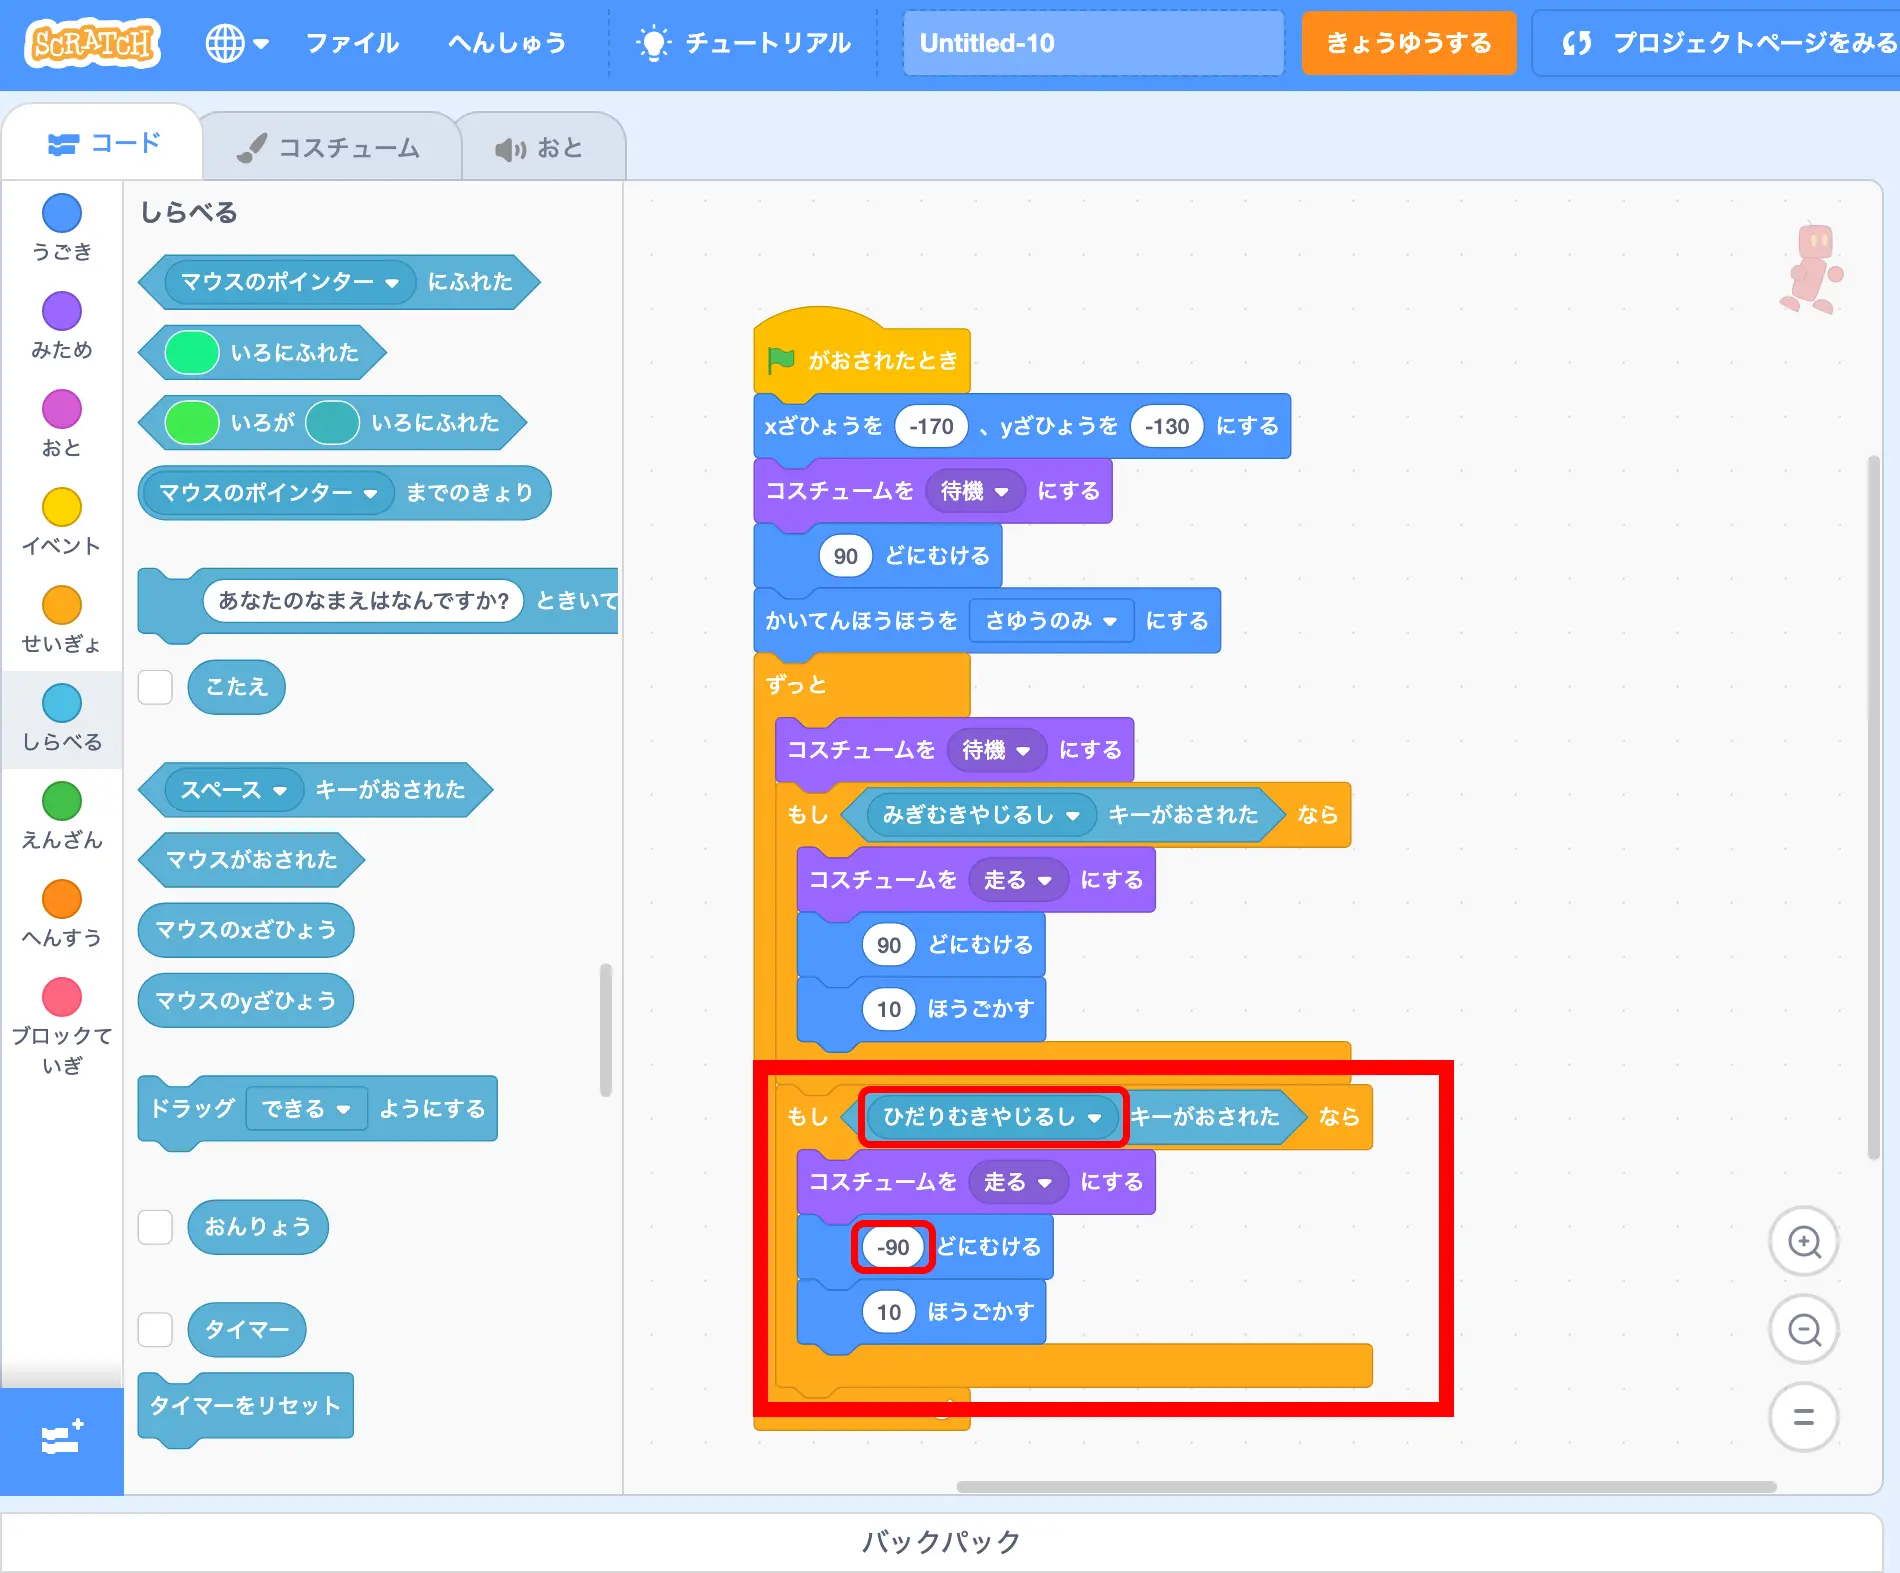 SCRATCH
ファイル
へんしゅう
チュートリアル
Untitled-10
きょうゆうする
プロジェクトページをみる
コード
コスチューム
おと
うごき
みため
おと
イベント
せいぎょ
しらべる
えんざん
へんすう
ブロックて
いぎ
しらべる
マウスのポインター にふれた
いろにふれた
いろが いろにふれた
マウスのポインター までのきょり
あなたのなまえはなんですか? ときいて
こたえ
スペース キーがおされた
マウスがおされた
マウスのxざひょう
マウスのyざひょう
ドラッグ できる ようにする
おんりょう
タイマー
タイマーをリセット
がおされたとき
xざひょうを -170 、yざひょうを -130 にする
コスチュームを 待機 にする
90 どにむける
かいてんほうほうを さゆうのみ にする
ずっと
コスチュームを 待機 にする
もし みぎむきやじるし キーがおされた なら
コスチュームを 走る にする
90 どにむける
10 ほうごかす
もし ひだりむきやじるし キーがおされた なら
コスチュームを 走る にする
-90 どにむける
10 ほうごかす
バックパック